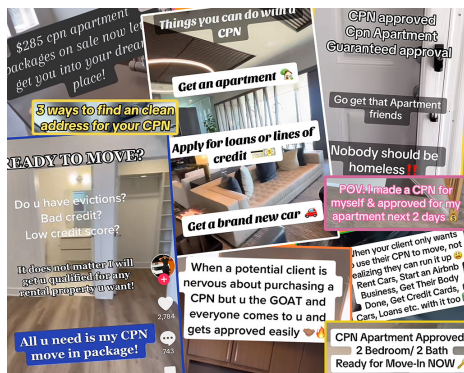 $285 cpn apartment
packages on sale now let
get you into your dream
place!
3 ways to find an clean
address for your CPN
READY TO MOVE?
Do u have evictions?
Bad credit?
Low credit score?
It does not matter I will
get u qualified for any
rental property u want!
2,784
743
All u need is my CPN
move in package!
Things you can do with a
CPN
Get an apartment 🏡
Apply for loans or lines of
credit 💳
Get a brand new car 🚗
When a potential client is
nervous about purchasing a
CPN but u the GOAT and
everyone comes to u and
gets approved easily 🤝🏾🔥
CPN approved
Cpn Apartment
Guaranteed approval
Go get that Apartment
friends
Nobody should be
homeless‼️
POV: I made a CPN for
myself & approved for my
apartment next 2 days 💰
When your client only wants
to use their CPN to move, not
realizing they can run it up 😩
Rent Cars, Start an Airbnb
Business, Get Their Body
Done, Get Credit Cards,
Cars, Loans etc. with it too
CPN Apartment Approved
2 Bedroom/ 2 Bath
Ready for Move-In NOW 🔑